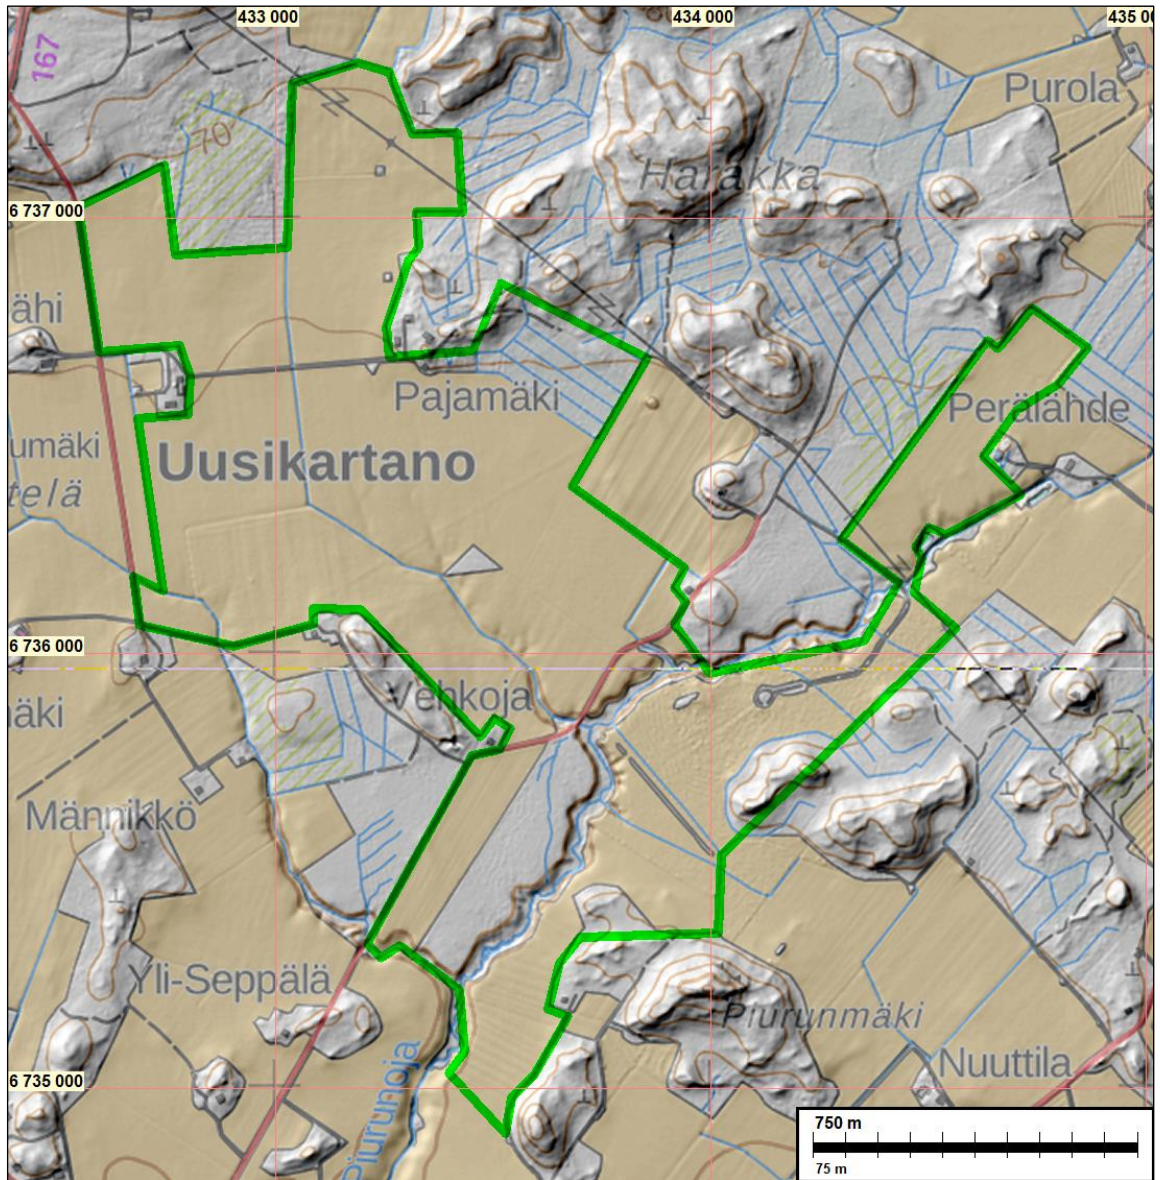 433 000
434 000
435 0
167
Purola
70
Harakka
6 737 000
ähi
Pajamäki
Perälähde
umäki
Uusikartano
telä
6 736 000
Vehkoja
äki
Männikkö
Yli-Seppälä
Piurunmäki
Nuuttila
6 735 000
Piurunoja
750 m
75 m